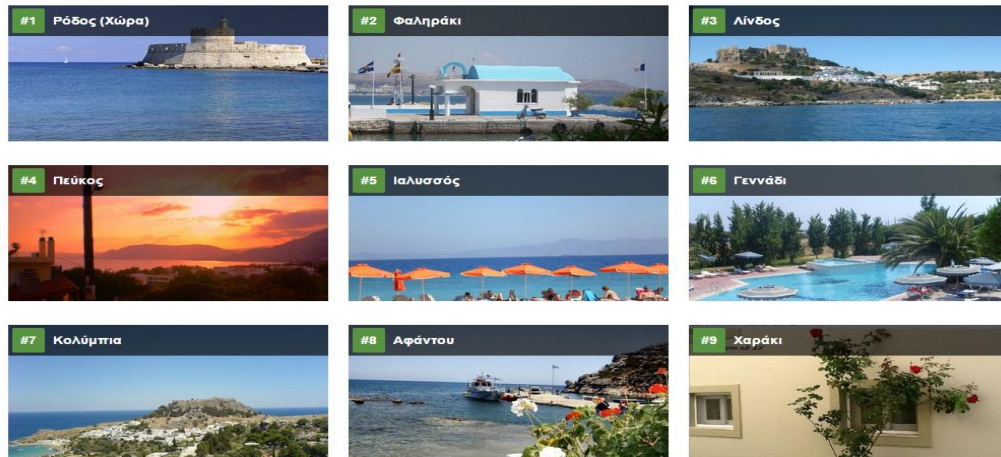 #1 Ρόδος (Χώρα)
#2 Φαληράκι
#3 Λίνδος
#4 Πεύκος
#5 Ιαλυσσός
#6 Γεννάδι
#7 Κολύμπια
#8 Αφάντου
#9 Χαράκι